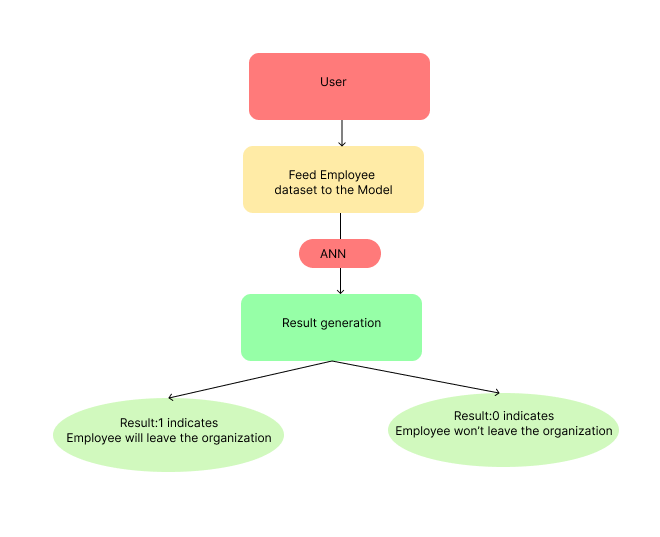 User
Feed Employee
dataset to the Model
ANN
Result generation
Result:1 indicates
Employee will leave the organization
Result:0 indicates
Employee won't leave the organization